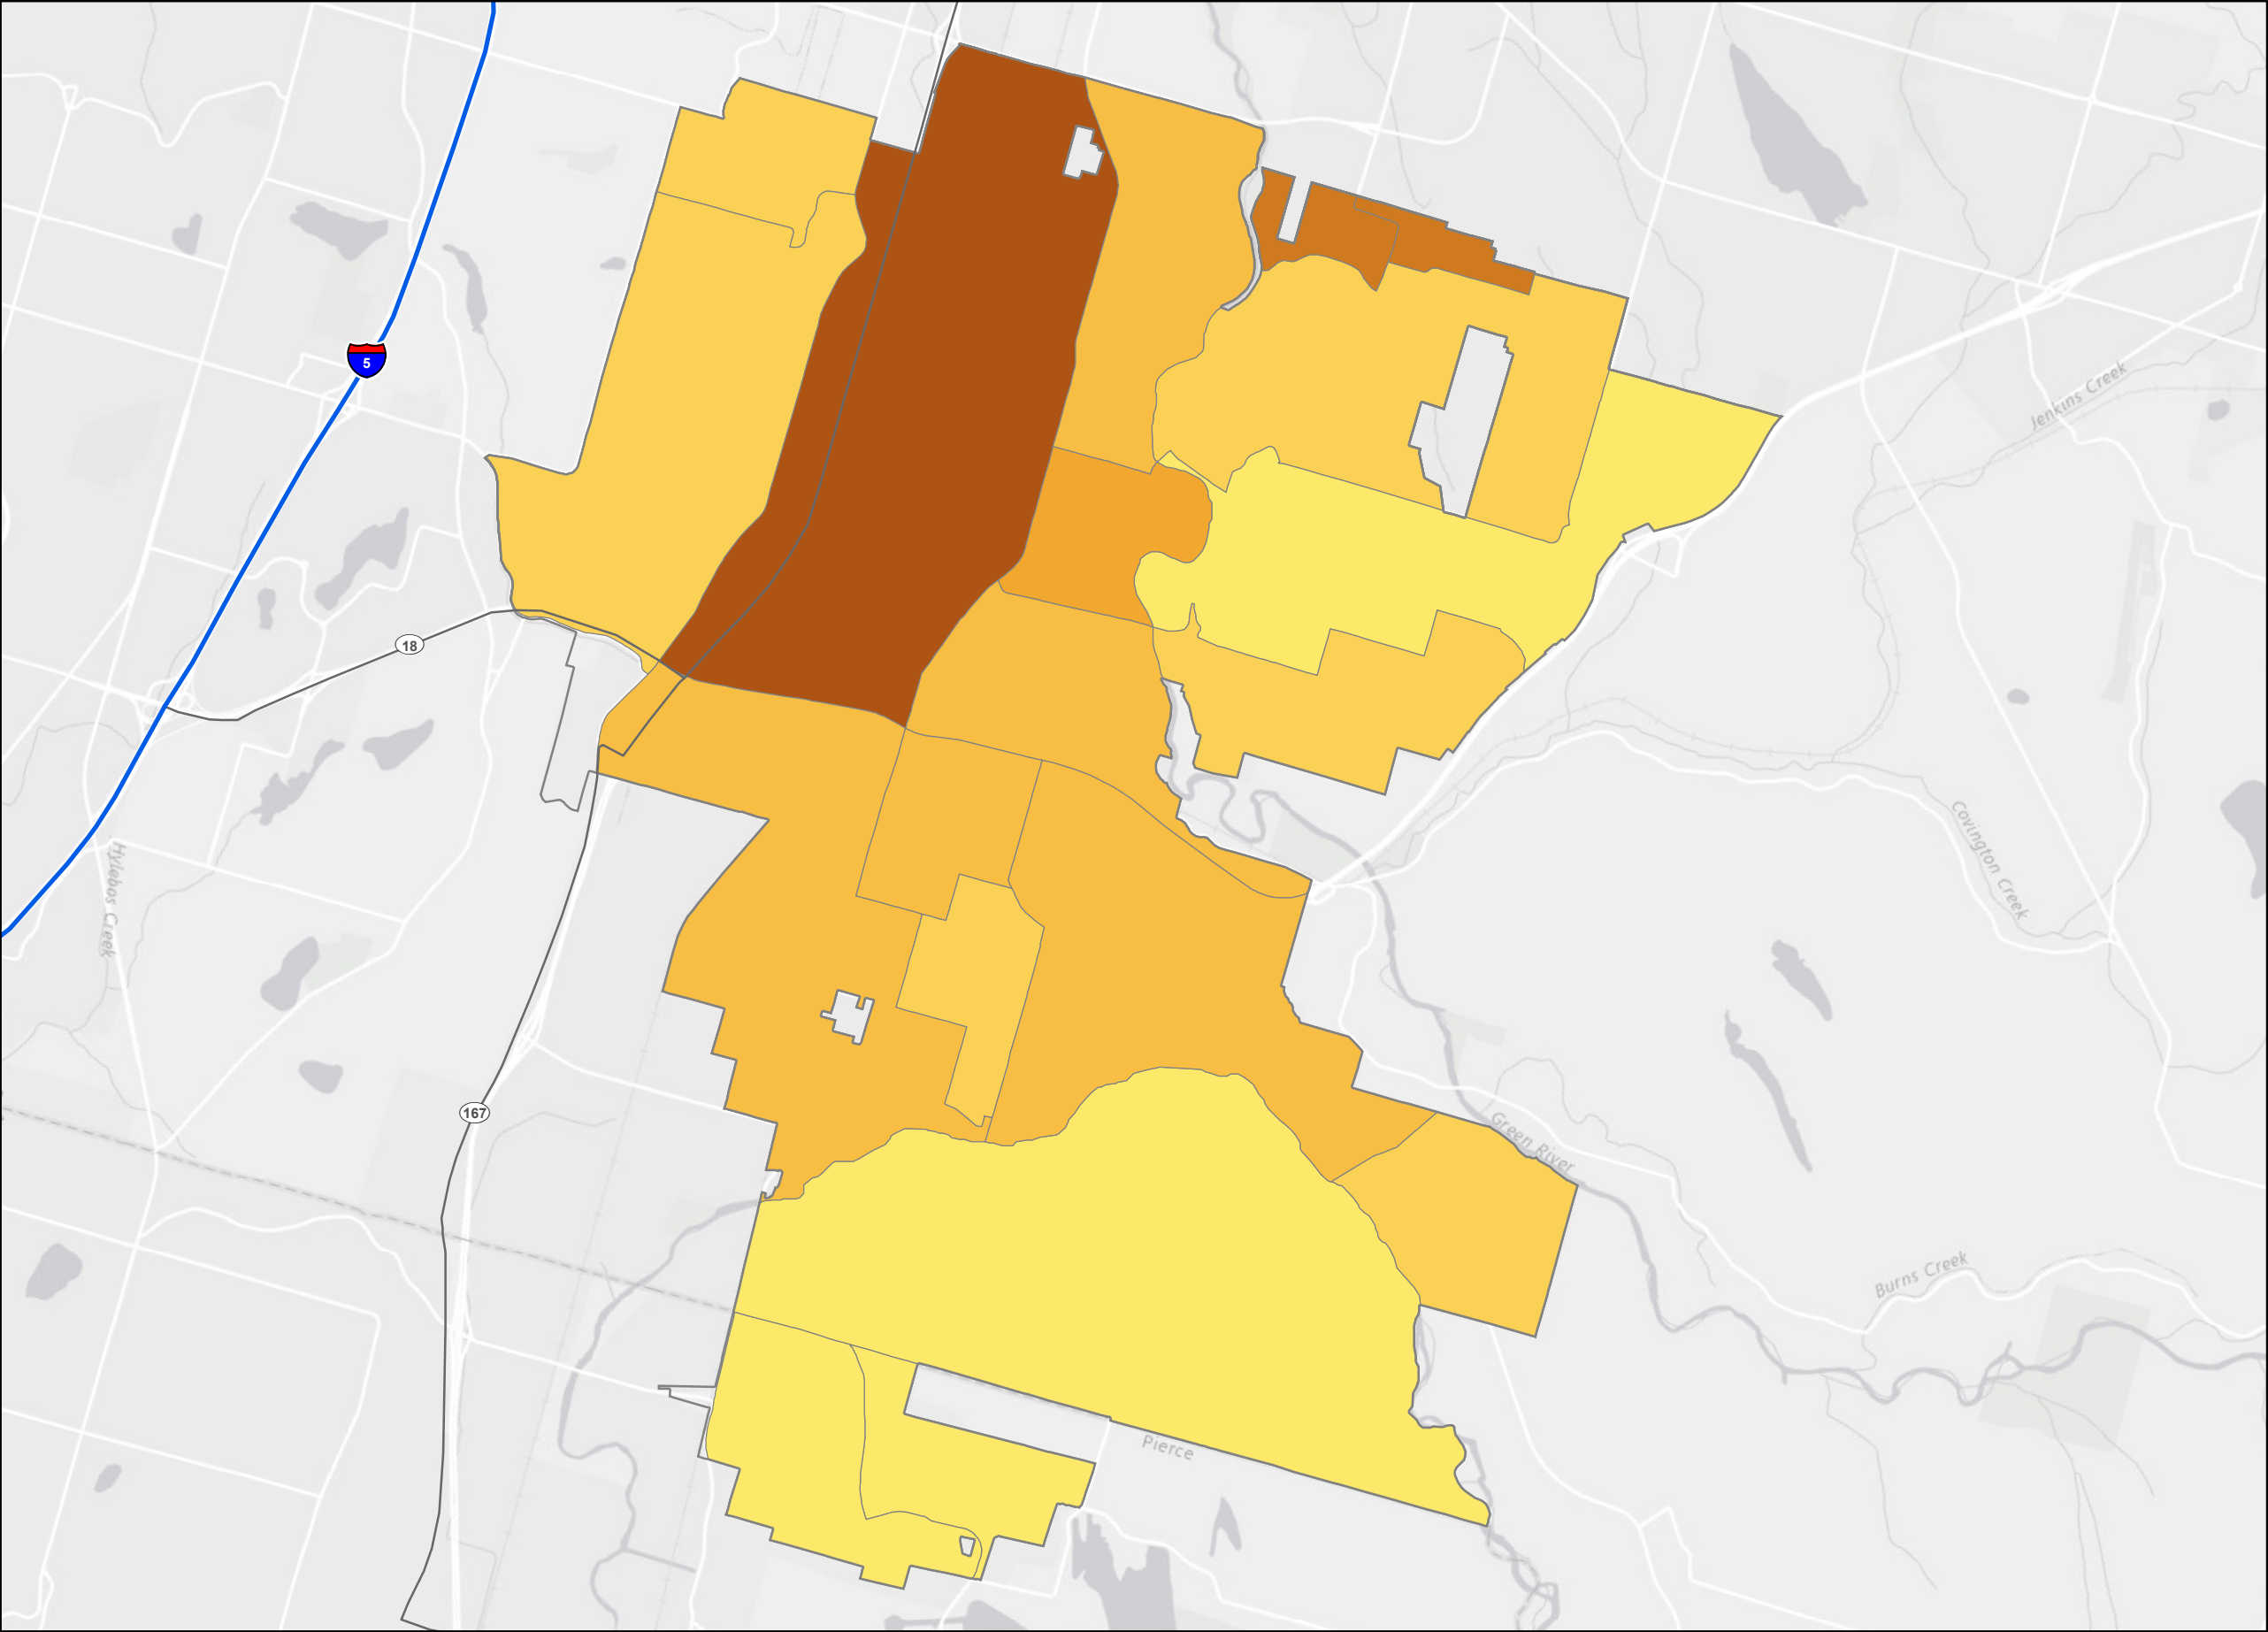 5
Jenkins Creek
18
Covington Creek
Hylebos Creek
167
Green River
Burns Creek
Pierce